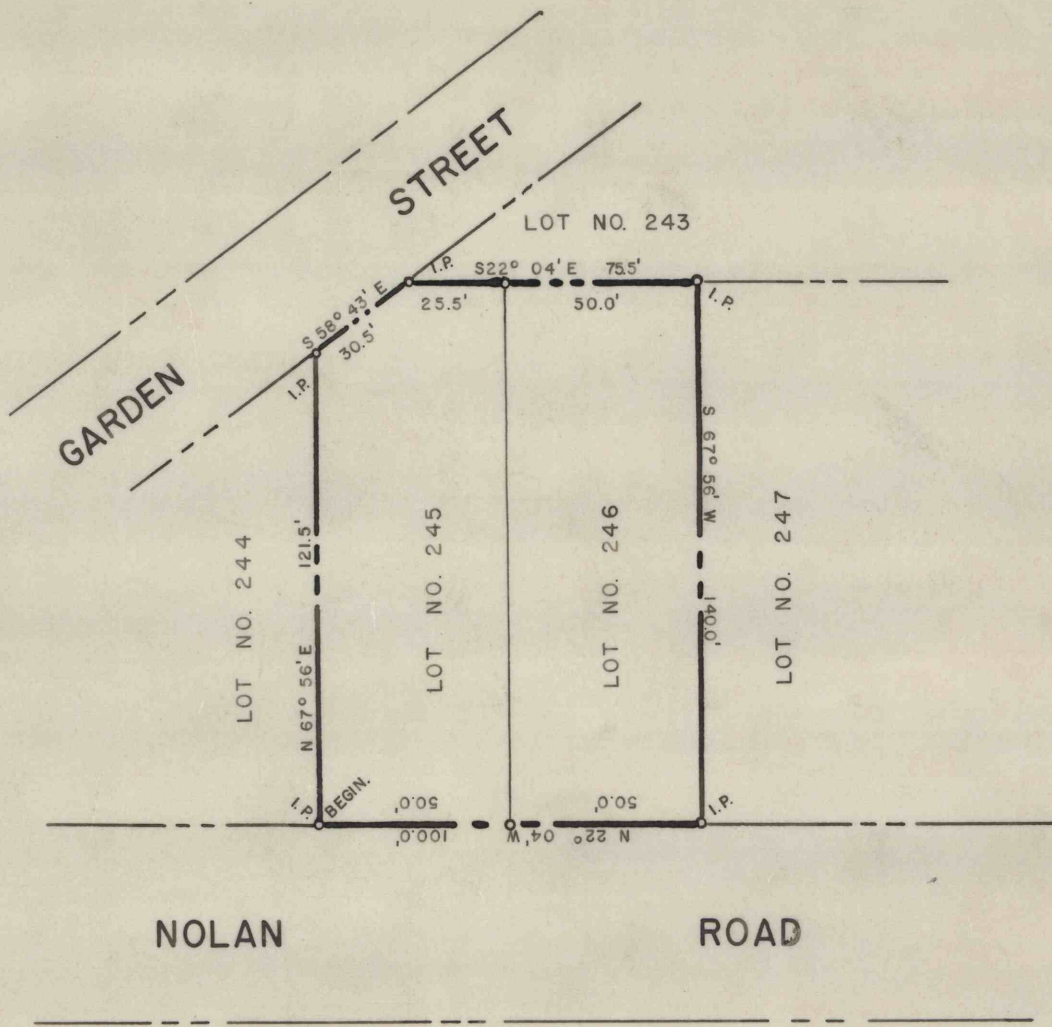 STREET
GARDEN
LOT NO. 243
I.P.
S22° 04' E 75.5'
25.5'
50.0'
I.P.
S 58° 43' E
30.5'
I.P.
S 67° 56' W
140.0'
LOT NO. 244
N 67° 56' E
121.5'
LOT NO. 245
LOT NO. 246
LOT NO. 247
I.P.
BEGIN.
50.0'
50.0'
I.P.
100.0'
N 22° 04' W
NOLAN ROAD